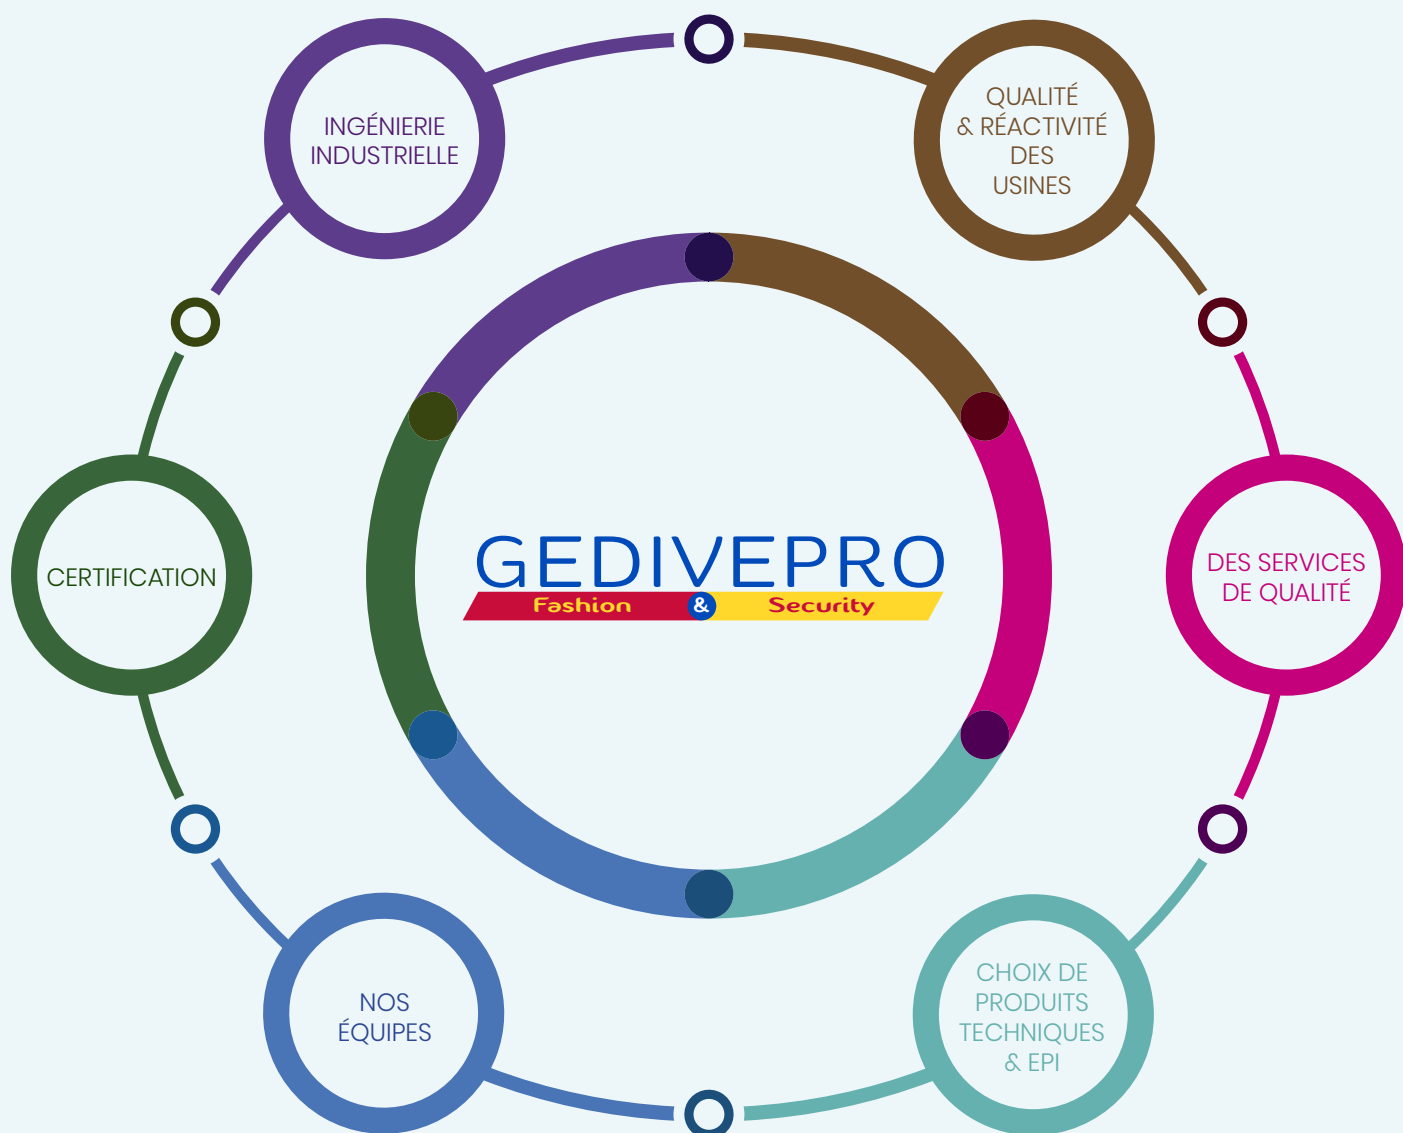 INGÉNIERIE
INDUSTRIELLE
QUALITÉ
& RÉACTIVITÉ
DES
USINES
CERTIFICATION
GEDIVEPRO
Fashion & Security
DES SERVICES
DE QUALITÉ
NOS
ÉQUIPES
CHOIX DE
PRODUITS
TECHNIQUES
& EPI